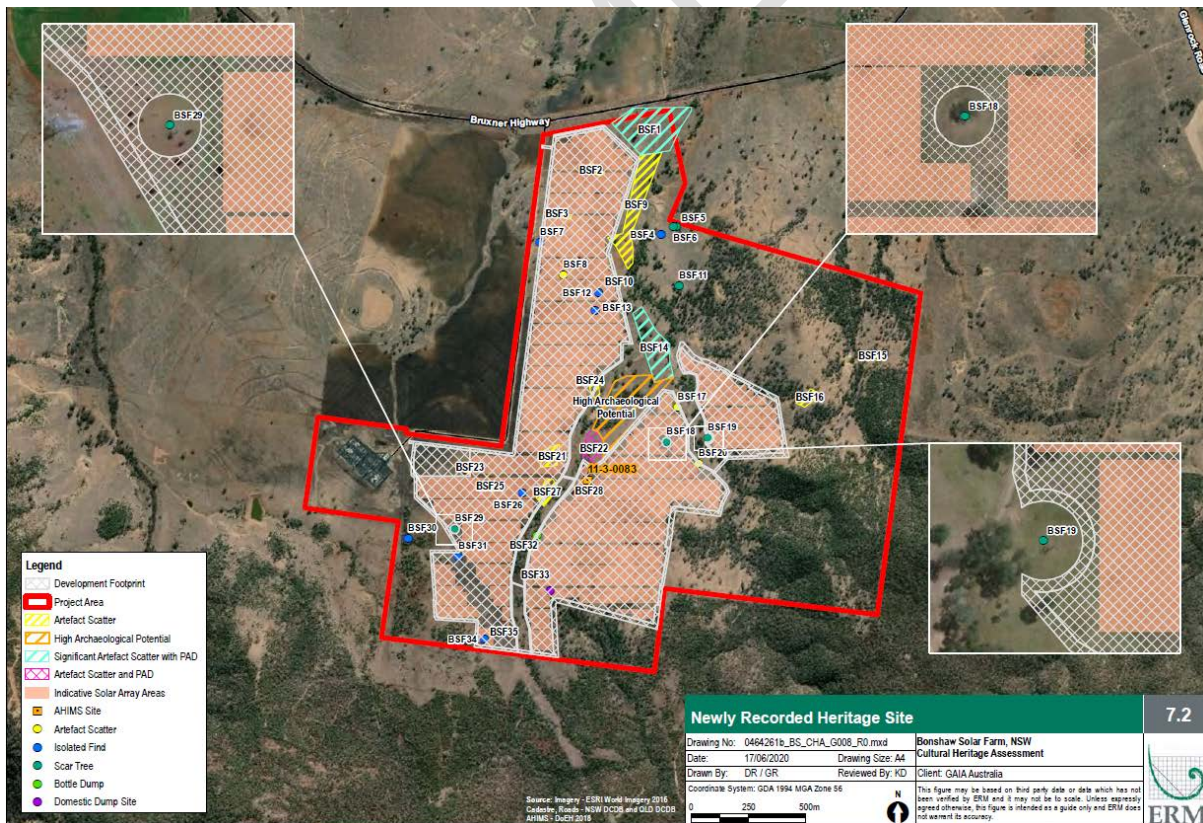 BSF29
BSF18
Glenrock Road
Bruxner Highway
BSF1
BSF2
BSF9
BSF3
BSF5
BSF4
BSF6
BSF7
BSF8
BSF10
BSF11
BSF12
BSF13
BSF14
BSF15
BSF24
BSF16
BSF17
High Archaeological
Potential
BSF18
BSF19
BSF22
BSF21
BSF20
BSF23
11-3-0083
BSF25
BSF27
BSF28
BSF26
BSF29
BSF30
BSF31
BSF32
BSF33
BSF34
BSF35
BSF19
Legend
Development Footprint
Project Area
Artefact Scatter
High Archaeological Potential
Significant Artefact Scatter with PAD
Artefact Scatter and PAD
Indicative Solar Array Areas
AHIMS Site
Artefact Scatter
Isolated Find
Scar Tree
Bottle Dump
Domestic Dump Site
Source: Imagery - ESRI World Imagery 2016
Cadastre, Roads - NSW DCDB and QLD DCDB
AHIMS - DoEH 2018
Newly Recorded Heritage Site
7.2
Drawing No: 0464261b_BS_CHA_G008_R0.mxd
Date: 17/06/2020 Drawing Size: A4
Drawn By: DR / GR Reviewed By: KD
Coordinate System: GDA 1994 MGA Zone 56
N
0 250 500m
Bonshaw Solar Farm, NSW
Cultural Heritage Assessment
Client: GAIA Australia
This figure may be based on third party data or data which has not
been verified by ERM and it may not be to scale. Unless expressly
agreed otherwise, this figure is intended as a guide only and ERM does
not warrant its accuracy.
ERM